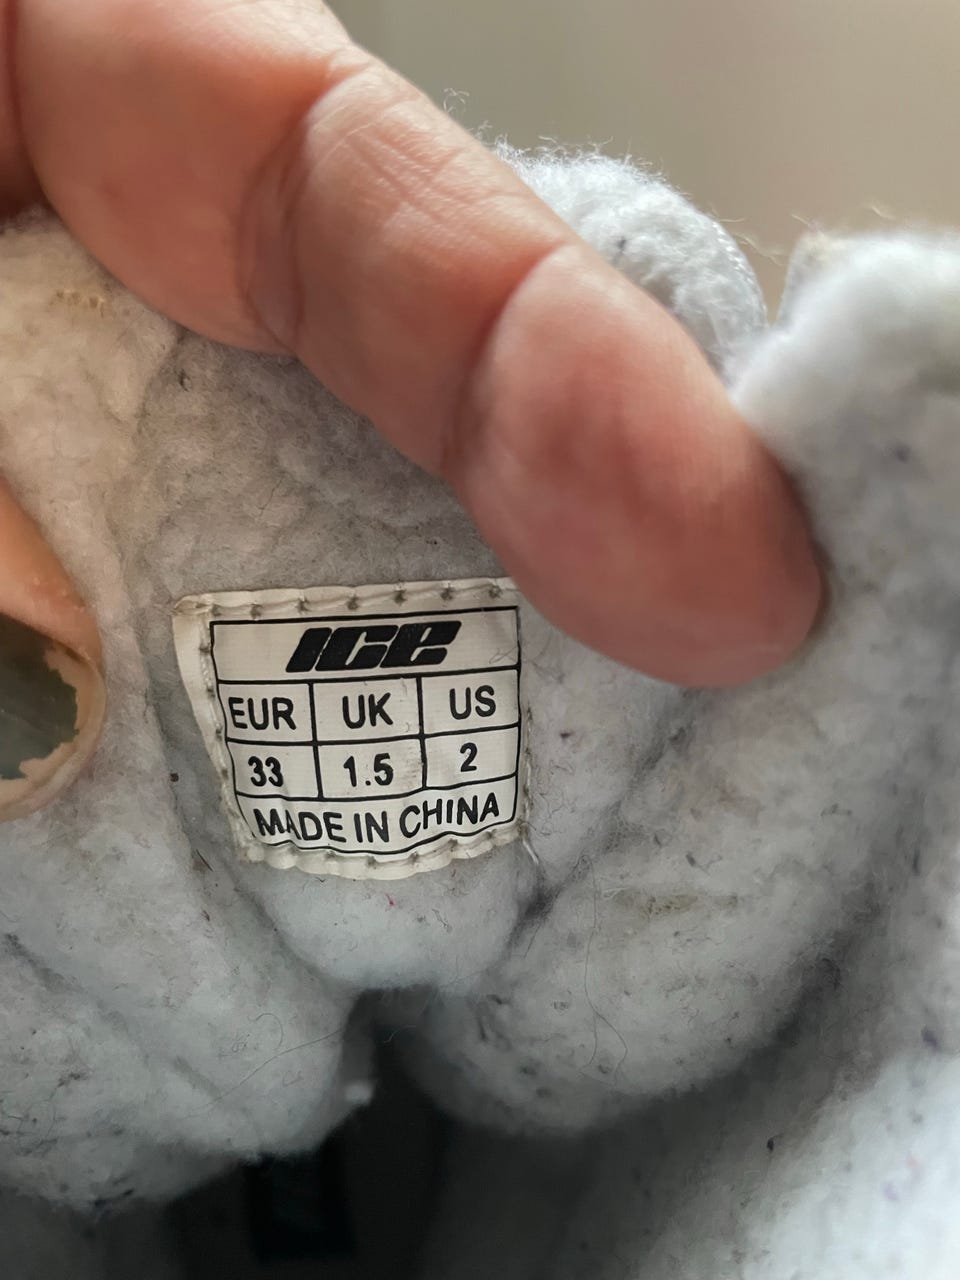 ice
EUR UK US
33 1.5 2
MADE IN CHINA